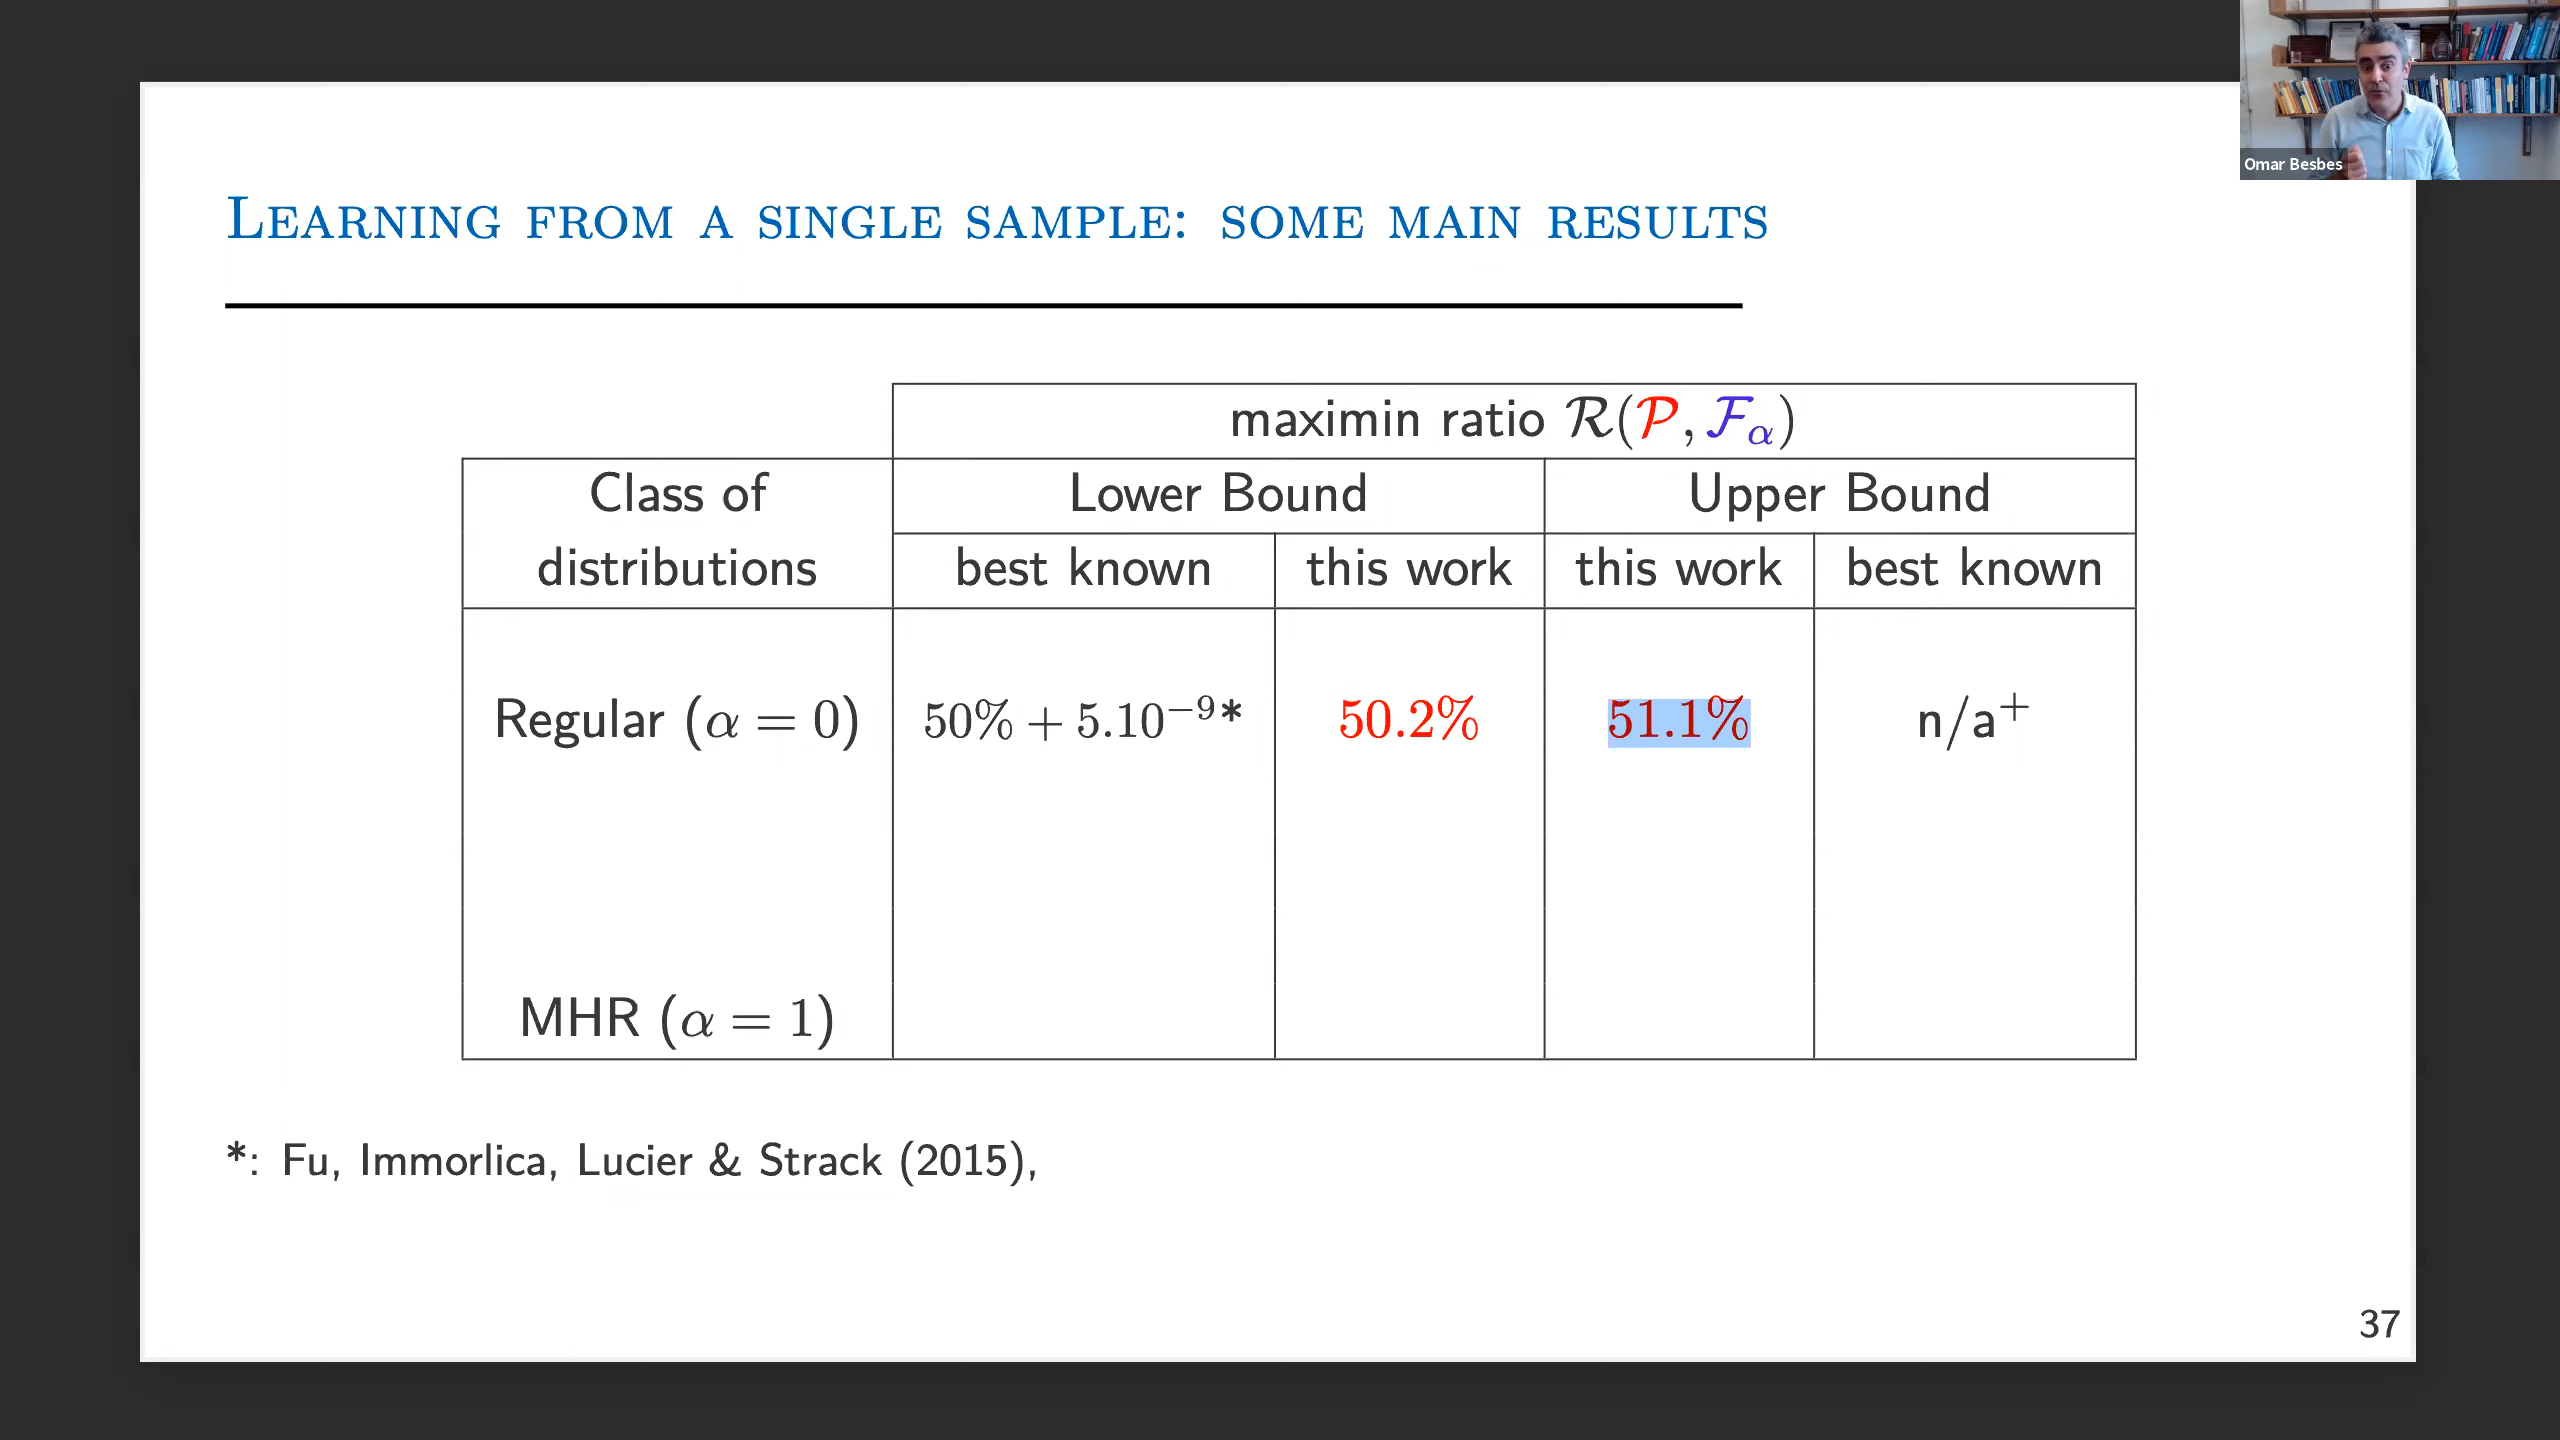 Omar Besbes
Learning from a single sample: some main results
maximin ratio R(P, Fα)
Class of distributions
Lower Bound
Upper Bound
best known
this work
this work
best known
Regular (α = 0)
50% + 5.10⁻⁹*
50.2%
51.1%
n/a⁺
MHR (α = 1)
*: Fu, Immorlica, Lucier & Strack (2015),
37